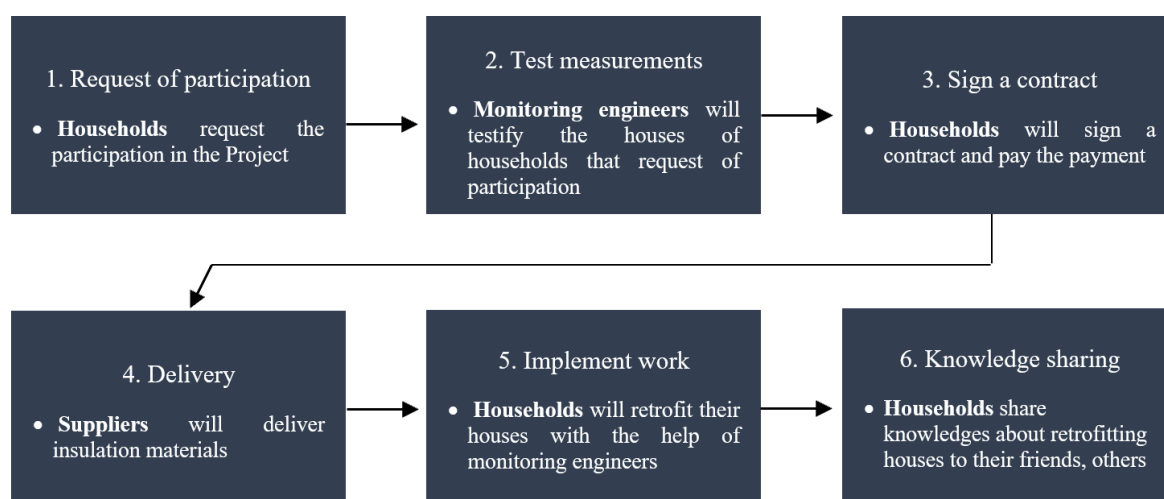 1. Request of participation
• Households request the
participation in the Project
2. Test measurements
• Monitoring engineers will
testify the houses of
households that request of
participation
3. Sign a contract
• Households will sign a
contract and pay the payment
4. Delivery
• Suppliers will deliver
insulation materials
5. Implement work
• Households will retrofit their
houses with the help of
monitoring engineers
6. Knowledge sharing
• Households share
knowledges about retrofitting
houses to their friends, others